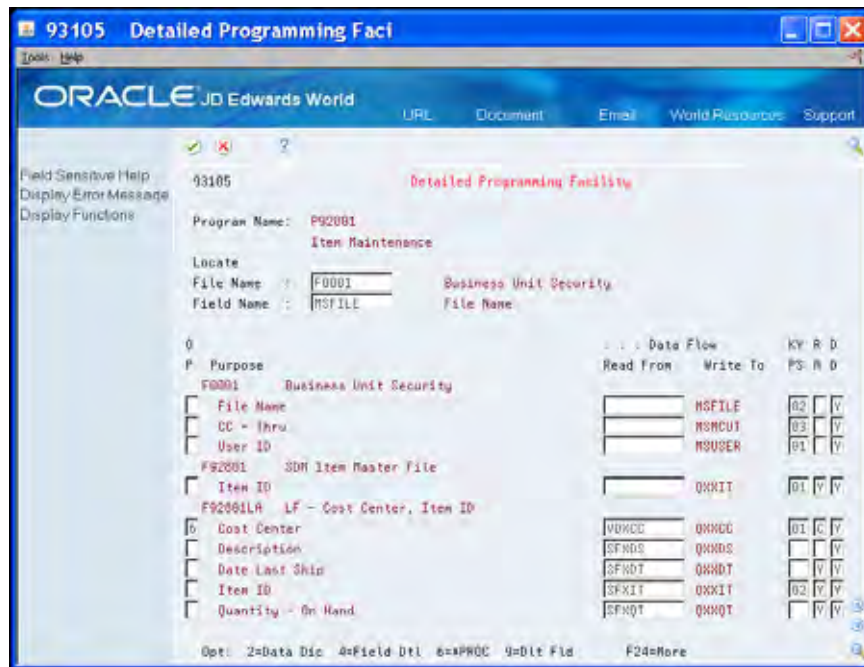 93105 Detailed Programming Faci
Tools Help
ORACLE JD Edwards World
URL Document Email World Resources Support
Field Sensitive Help
Display Error Message
Display Functions
?
93105 Detailed Programming Facility
Program Name: P92001
Item Maintenance
Locate
File Name : F0001 Business Unit Security
Field Name : MSFILE File Name
O . . . Data Flow KY R D
P Purpose Read From Write To PS R D
F0001 Business Unit Security
File Name MSFILE 02 Y
CC - Thru MSMCUT 03 Y
User ID MSUSER 01 Y
F92801 SDM Item Master File
Item ID QXXIT 01 Y Y
F92801LA LF - Cost Center, Item ID
6 Cost Center VDXCC QXXCC 01 C Y
Description SFXDS QXXDS Y
Date Last Ship SFXDT QXXDT Y Y
Item ID SFXIT QXXIT 02 Y Y
Quantity - On Hand SFXQT QXXQT Y Y
Opt: 2=Data Dic 4=Field Dtl 6=#PROC 9=Dlt Fld F24=More